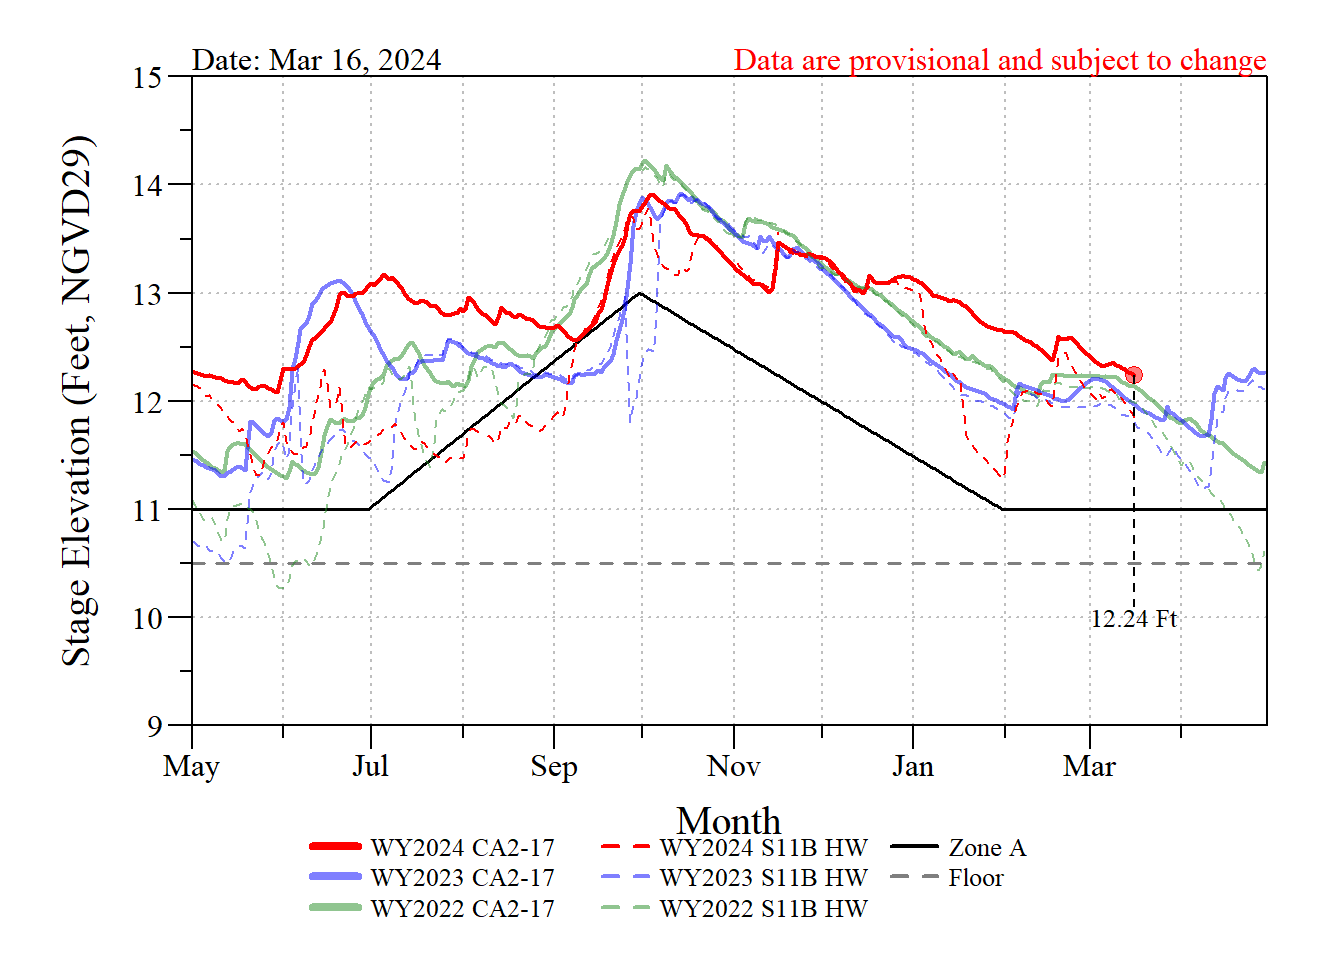 Date: Mar 16, 2024
Data are provisional and subject to change
15
14
13
12
11
10
9
Stage Elevation (Feet, NGVD29)
12.24 Ft
May Jul Sep Nov Jan Mar
Month
WY2024 CA2-17 WY2024 S11B HW Zone A
WY2023 CA2-17 WY2023 S11B HW Floor
WY2022 CA2-17 WY2022 S11B HW